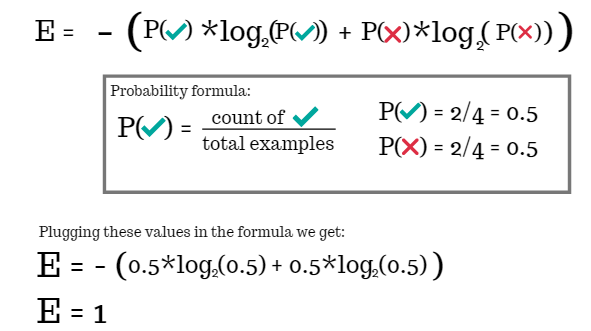 E = - (P(✓)*log₂(P(✓)) + P(✗)*log₂(P(✗)))
Probability formula:
P(✓) = count of ✓ / total examples
P(✓) = 2/4 = 0.5
P(✗) = 2/4 = 0.5
Plugging these values in the formula we get:
E = - (0.5*log₂(0.5) + 0.5*log₂(0.5))
E = 1